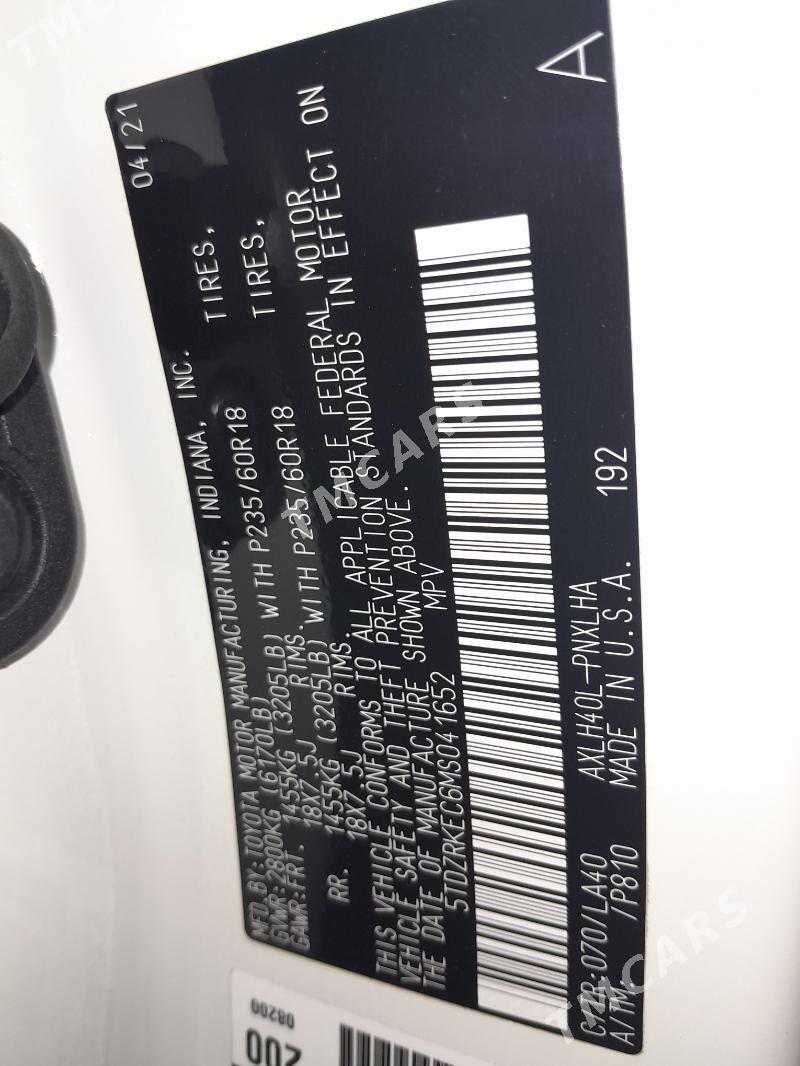 MFD BY:TOYOTA MOTOR MANUFACTURING, INDIANA, INC. 04/21
GVWR:2800KG (6170LB)
GAWR:FRT. 1455KG (3205LB) WITH P235/60R18 TIRES,
18X7.5J RIMS.
RR. 1455KG (3205LB) WITH P235/60R18 TIRES,
18X7.5J RIMS.
THIS VEHICLE CONFORMS TO ALL APPLICABLE FEDERAL MOTOR
VEHICLE SAFETY AND THEFT PREVENTION STANDARDS IN EFFECT ON
THE DATE OF MANUFACTURE SHOWN ABOVE.
5TDZRKEC6MS041652 MPV
C/TR:070/LA40 AXLH40L-PNXLHA 192
A/TM: /P810 MADE IN U.S.A.
A
200
08200
TMCARS
TMCARS
TMCARS